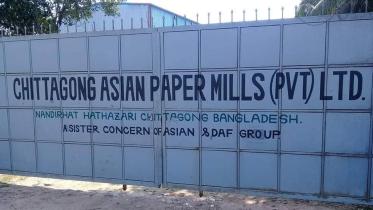 CHITTAGONG ASIAN PAPER MILLS (PVT) LTD.
NANDIRHAT HATHAZARI CHITTAGONG BANGLADESH.
A SISTER CONCERN OF ASIAN & DAF GROUP